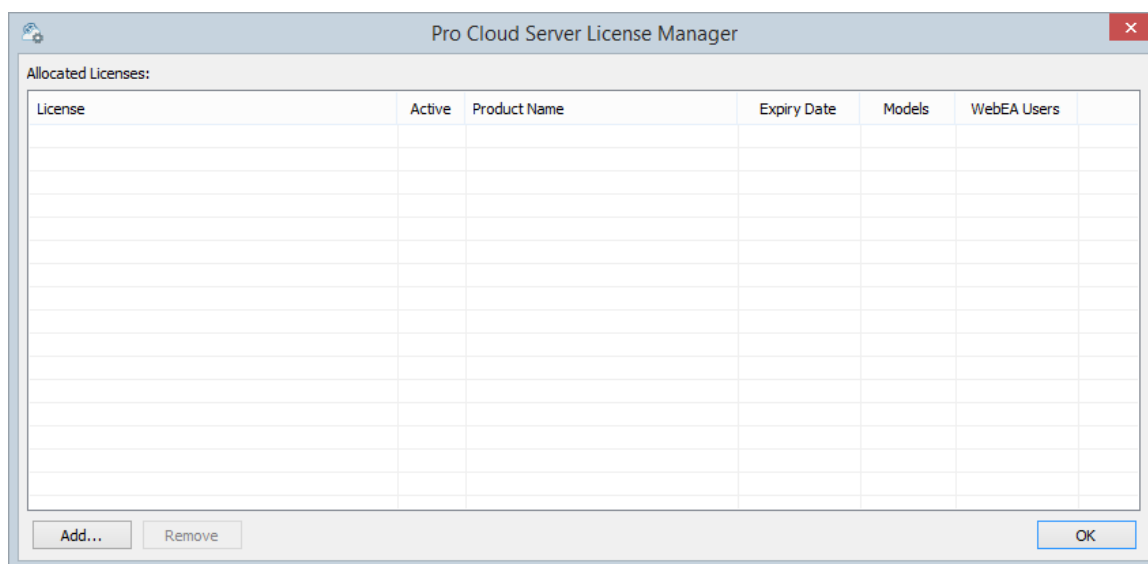 Pro Cloud Server License Manager
Allocated Licenses:
License Active Product Name Expiry Date Models WebEA Users
Add... Remove OK